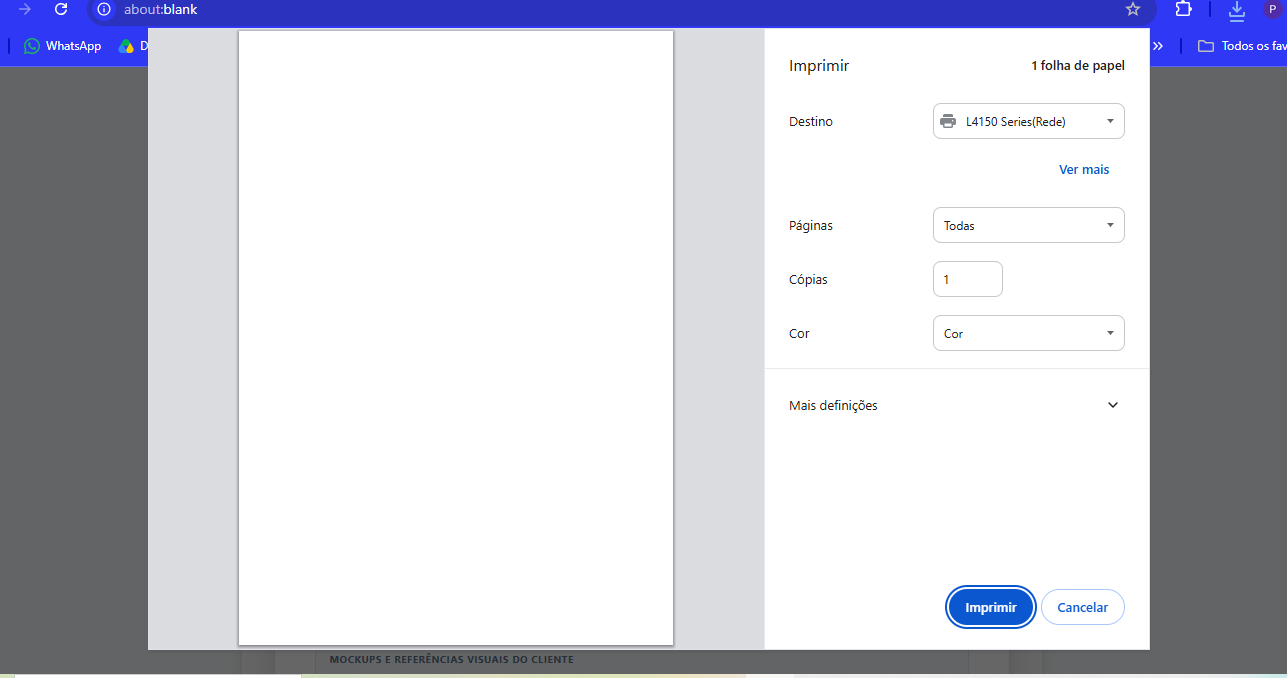 about:blank
WhatsApp
D
»
Todos os fav
P
Imprimir
1 folha de papel
Destino
L4150 Series(Rede)
Ver mais
Páginas
Todas
Cópias
1
Cor
Cor
Mais definições
Imprimir
Cancelar
MOCKUPS E REFERÊNCIAS VISUAIS DO CLIENTE